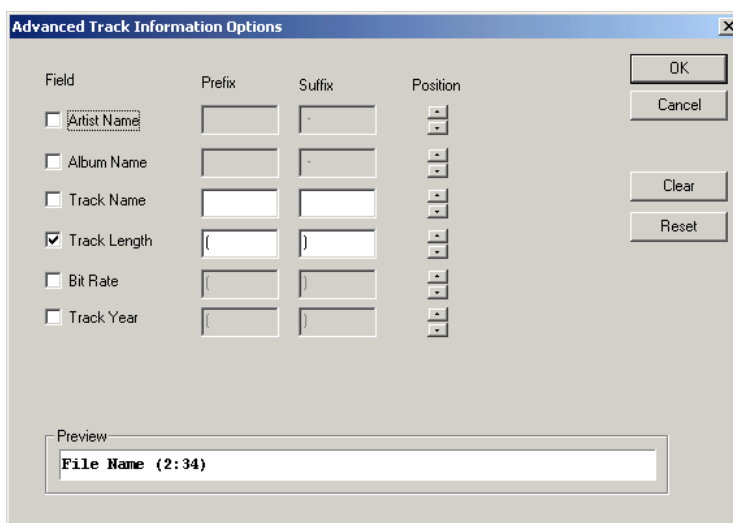 Advanced Track Information Options
Field Prefix Suffix Position
OK
Artist Name -
Cancel
Album Name -
Track Name
Clear
Track Length ( )
Reset
Bit Rate ( )
Track Year ( )
Preview
File Name (2:34)